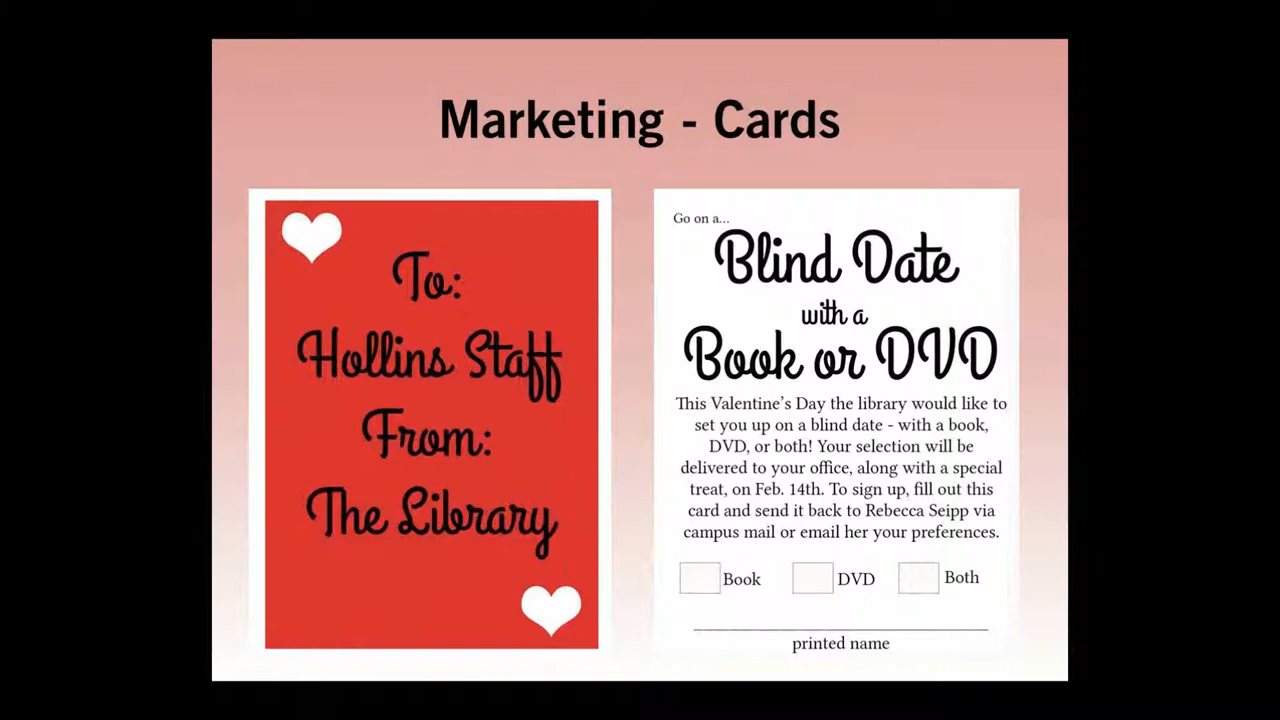 Marketing - Cards
To:
Hollins Staff
From:
The Library
Go on a...
Blind Date
with a
Book or DVD
This Valentine's Day the library would like to
set you up on a blind date - with a book,
DVD, or both! Your selection will be
delivered to your office, along with a special
treat, on Feb. 14th. To sign up, fill out this
card and send it back to Rebecca Seipp via
campus mail or email her your preferences.
Book DVD Both
printed name